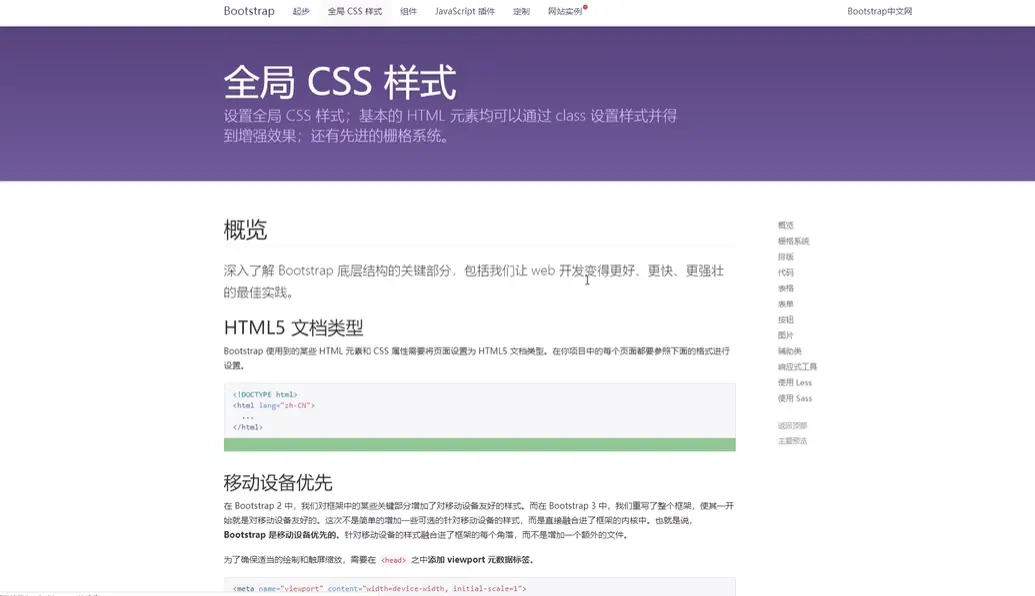 Bootstrap 起步 全局 CSS 样式 组件 JavaScript 插件 定制 网站实例 Bootstrap中文网
全局 CSS 样式
设置全局 CSS 样式；基本的 HTML 元素均可以通过 class 设置样式并得
到增强效果；还有先进的栅格系统。
概览
深入了解 Bootstrap 底层结构的关键部分，包括我们让 web 开发变得更好、更快、更强壮
的最佳实践。
HTML5 文档类型
Bootstrap 使用到的某些 HTML 元素和 CSS 属性需要将页面设置为 HTML5 文档类型。在你项目中的每个页面都要参照下面的格式进行
设置。
<!DOCTYPE html>
<html lang="zh-CN">
...
</html>
移动设备优先
在 Bootstrap 2 中，我们对框架中的某些关键部分增加了对移动设备友好的样式。而在 Bootstrap 3 中，我们重写了整个框架，使其一开
始就是对移动设备友好的。这次不是简单的增加一些可选的针对移动设备的样式，而是直接融合进了框架的内核中。也就是说，
Bootstrap 是移动设备优先的。针对移动设备的样式融合进了框架的每个角落，而不是增加一个额外的文件。
为了确保适当的绘制和触屏缩放，需要在 <head> 之中添加 viewport 元数据标签。
<meta name="viewport" content="width=device-width, initial-scale=1">
概览
栅格系统
排版
代码
表格
表单
按钮
图片
辅助类
响应式工具
使用 Less
使用 Sass
返回顶部
主题预览